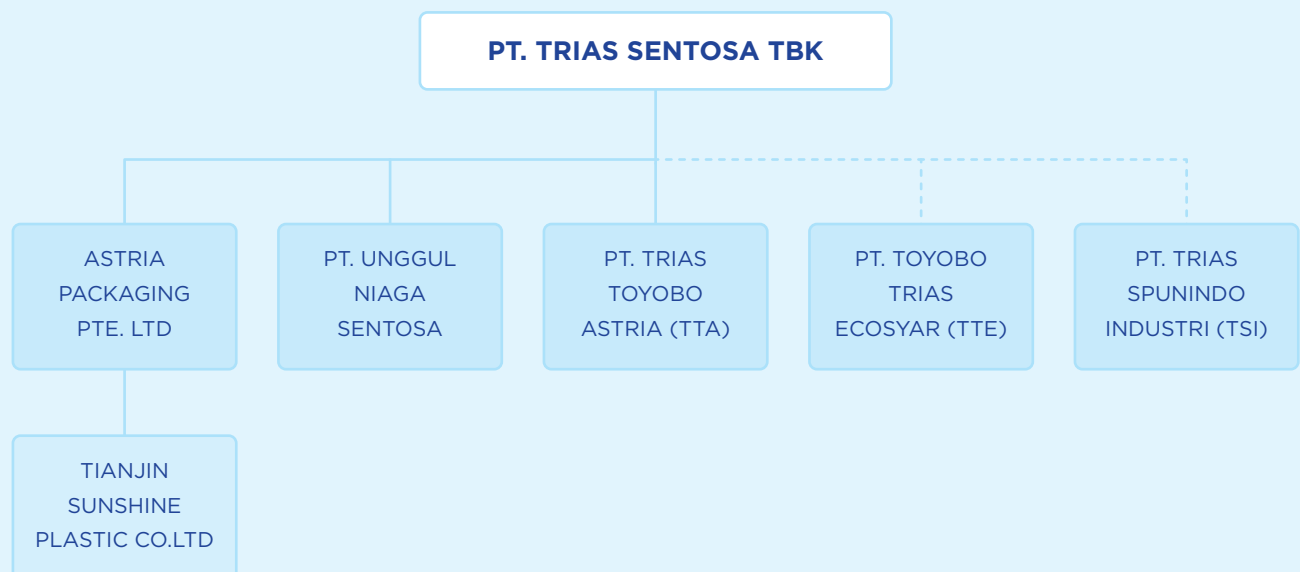 PT. TRIAS SENTOSA TBK
ASTRIA
PACKAGING
PTE. LTD
PT. UNGGUL
NIAGA
SENTOSA
PT. TRIAS
TOYOBO
ASTRIA (TTA)
PT. TOYOBO
TRIAS
ECOSYAR (TTE)
PT. TRIAS
SPUNINDO
INDUSTRI (TSI)
TIANJIN
SUNSHINE
PLASTIC CO.LTD